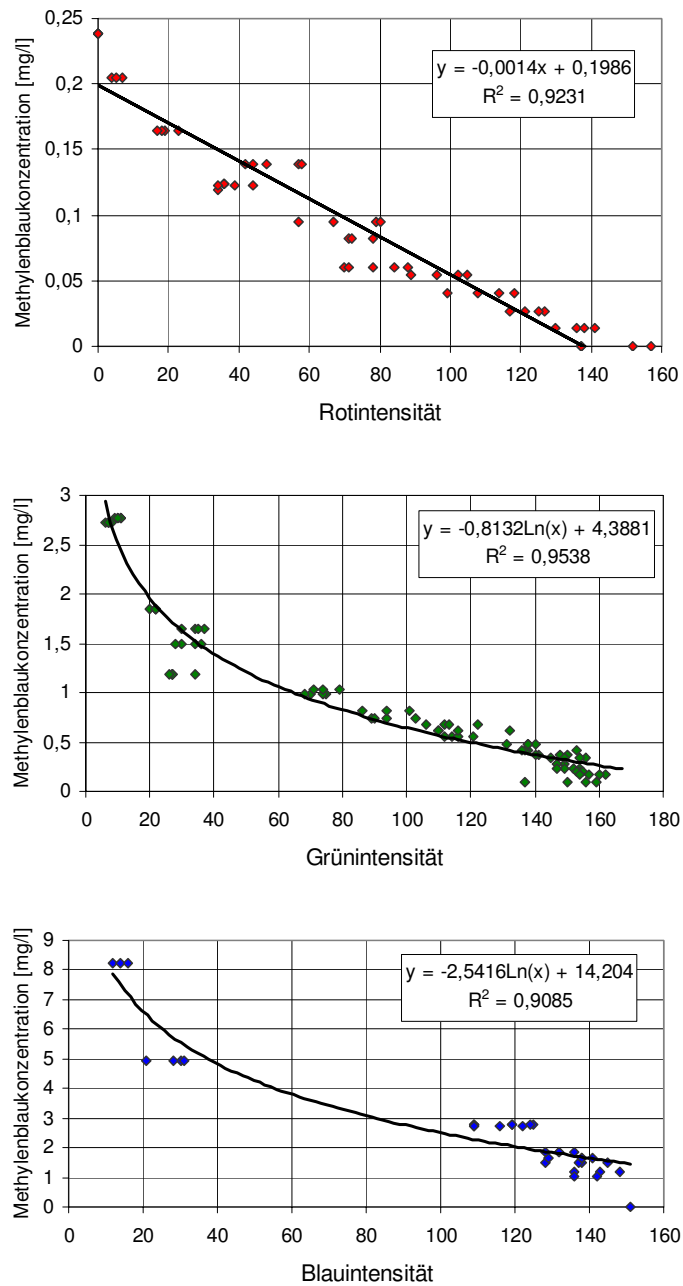 Methylenblaukonzentration [mg/l]
0,25
0,2
0,15
0,1
0,05
0
y = -0,0014x + 0,1986
R² = 0,9231
0 20 40 60 80 100 120 140 160
Rotintensität
Methylenblaukonzentration [mg/l]
3
2,5
2
1,5
1
0,5
0
y = -0,8132Ln(x) + 4,3881
R² = 0,9538
0 20 40 60 80 100 120 140 160 180
Grünintensität
Methylenblaukonzentration [mg/l]
9
8
7
6
5
4
3
2
1
0
y = -2,5416Ln(x) + 14,204
R² = 0,9085
0 20 40 60 80 100 120 140 160
Blauintensität